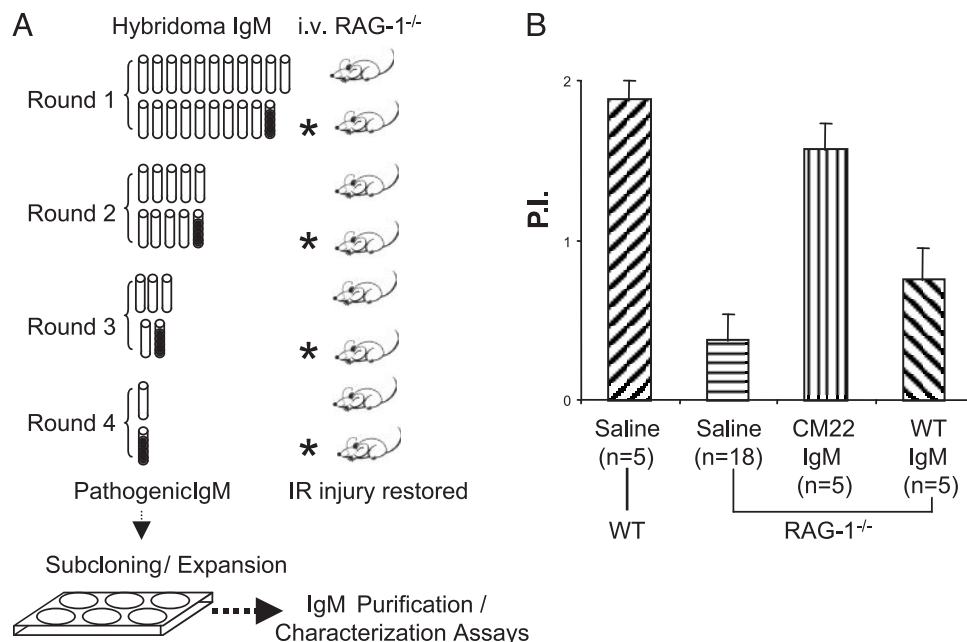 A
Hybridoma IgM
i.v. RAG-1-/-
Round 1
*
Round 2
*
Round 3
*
Round 4
*
PathogenicIgM
IR injury restored
Subcloning/ Expansion
IgM Purification /
Characterization Assays
B
P.I.
2
1
0
Saline
(n=5)
Saline
(n=18)
CM22
IgM
(n=5)
WT
IgM
(n=5)
WT
RAG-1-/-